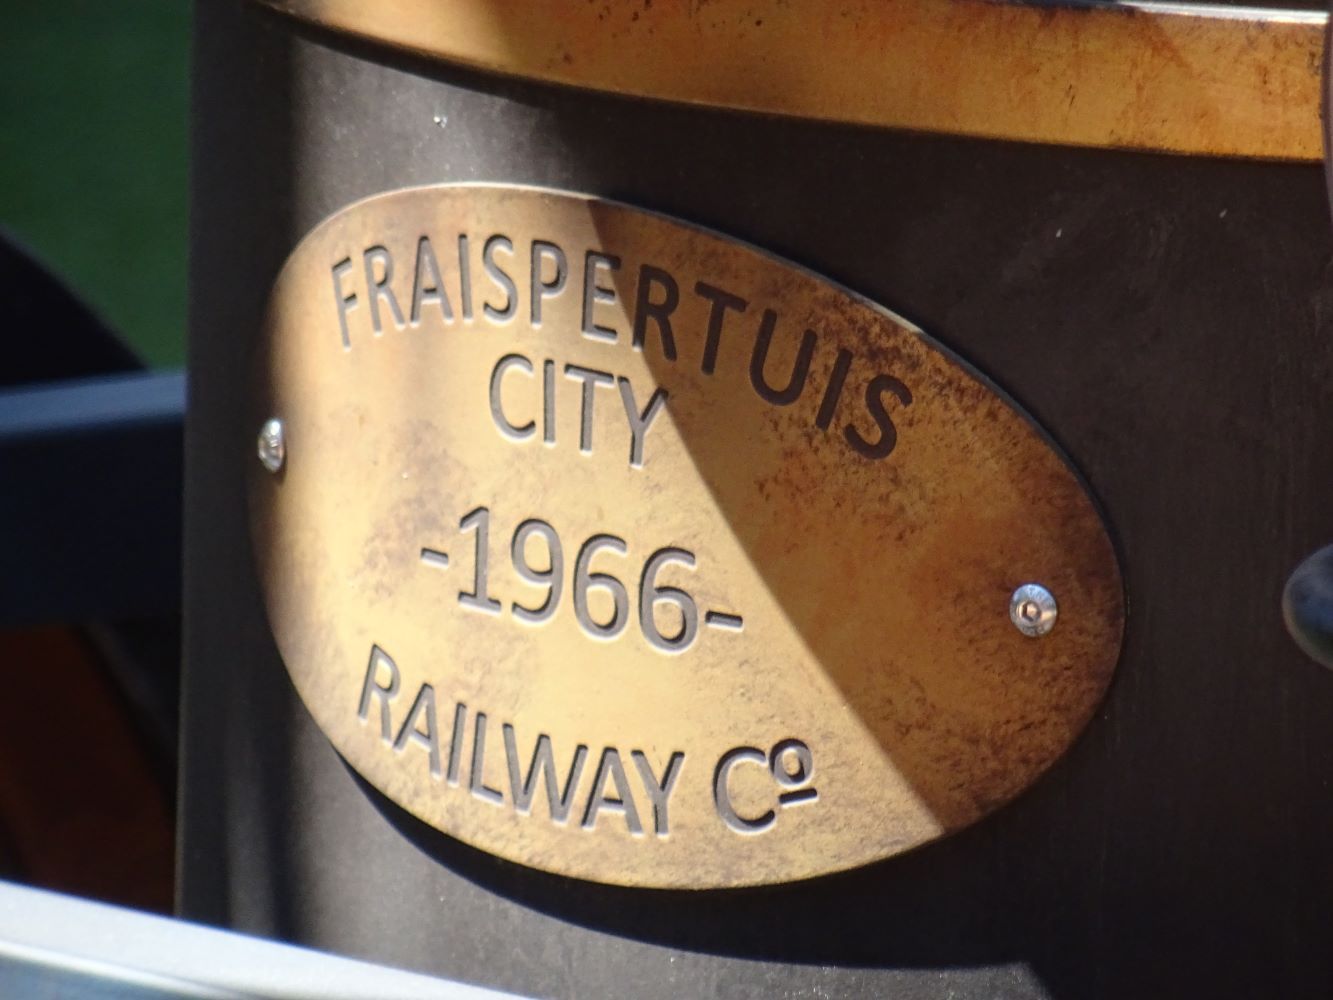 FRAISPERTUIS
CITY
-1966-
RAILWAY Cº